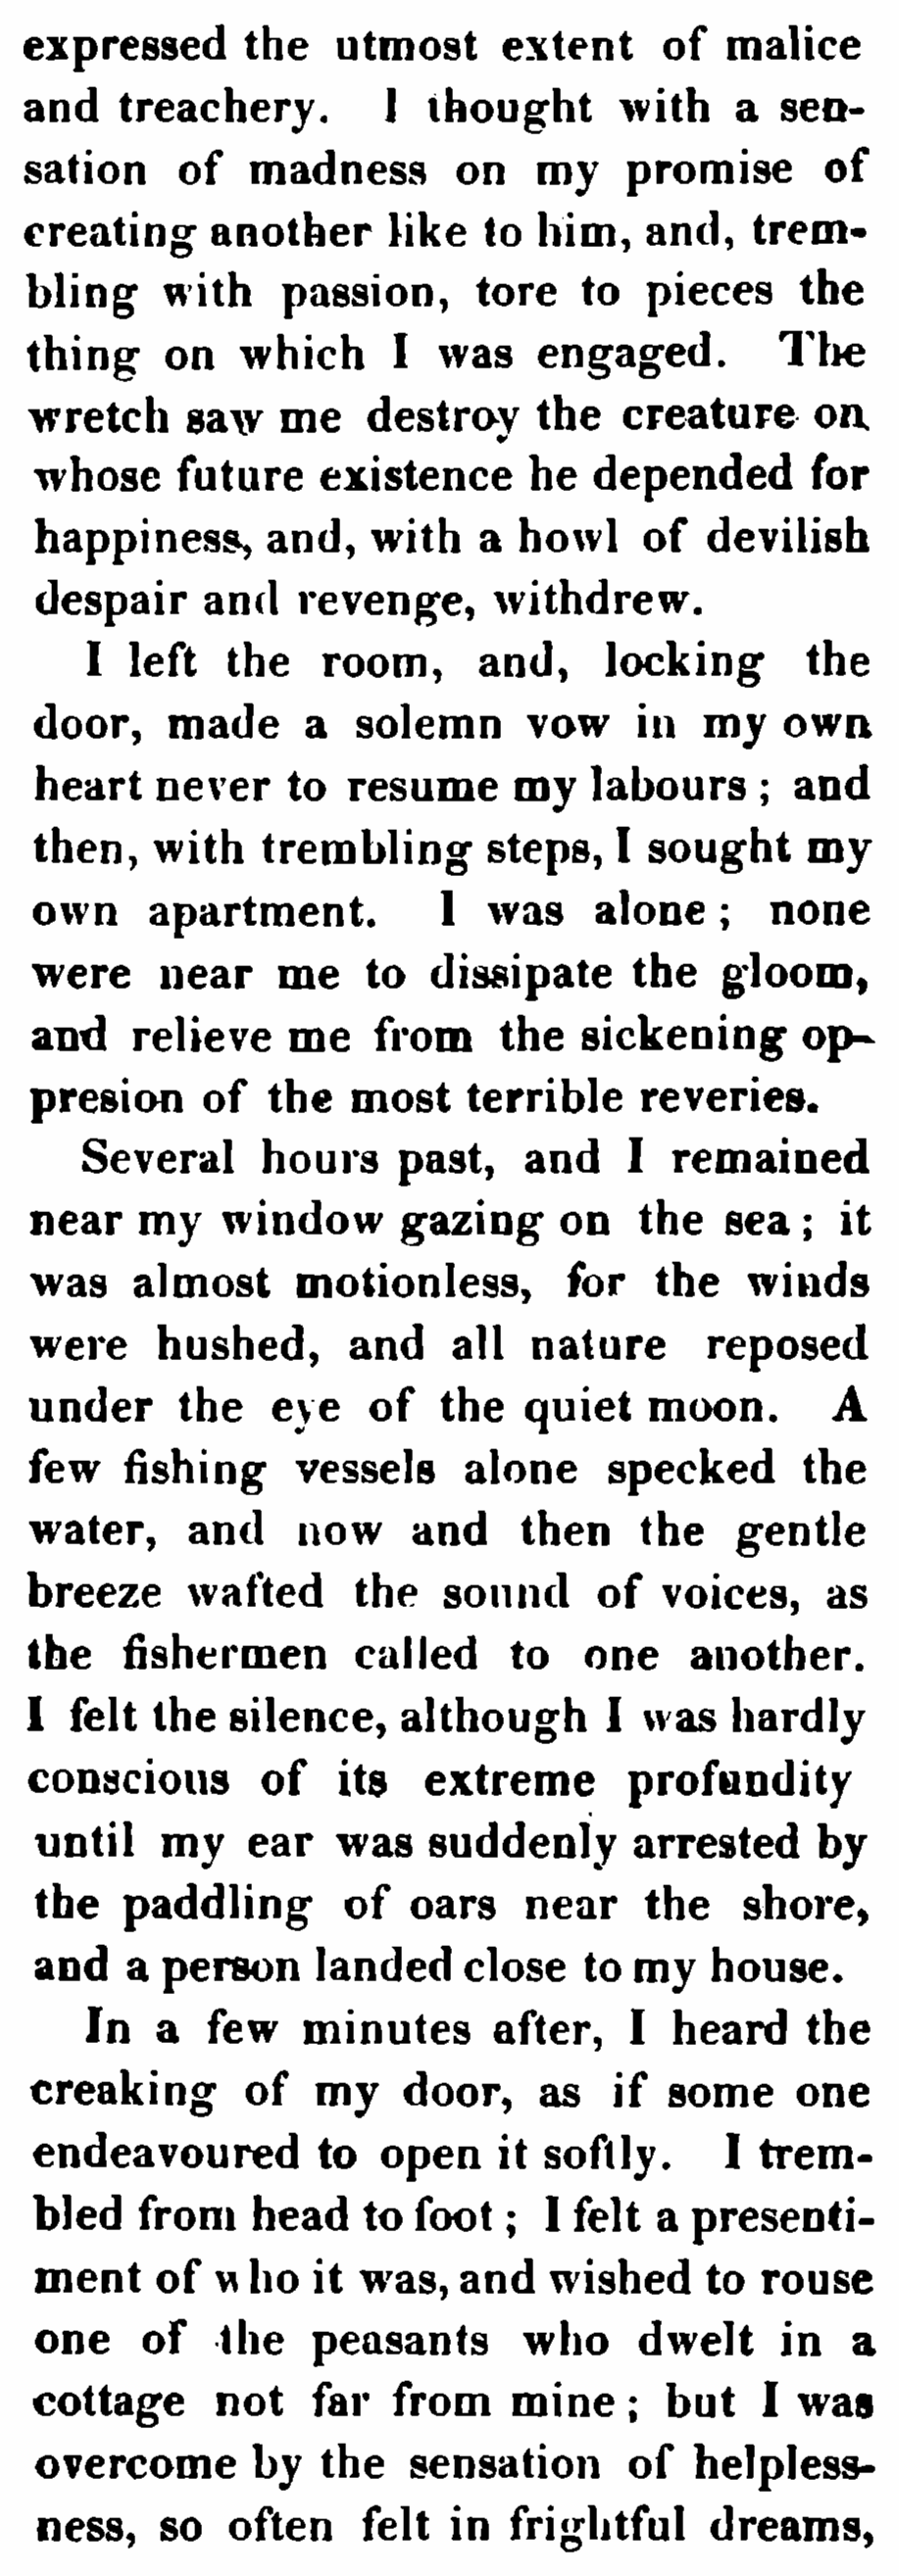 expressed the utmost extent of malice
and treachery. I thought with a sen-
sation of madness on my promise of
creating another like to him, and, trem-
bling with passion, tore to pieces the
thing on which I was engaged. The
wretch saw me destroy the creature on
whose future existence he depended for
happiness, and, with a howl of devilish
despair and revenge, withdrew.
I left the room, and, locking the
door, made a solemn vow in my own
heart never to resume my labours ; and
then, with trembling steps, I sought my
own apartment. I was alone ; none
were near me to dissipate the gloom,
and relieve me from the sickening op-
presion of the most terrible reveries.
Several hours past, and I remained
near my window gazing on the sea ; it
was almost motionless, for the winds
were hushed, and all nature reposed
under the eye of the quiet moon. A
few fishing vessels alone specked the
water, and now and then the gentle
breeze wafted the sound of voices, as
the fishermen called to one another.
I felt the silence, although I was hardly
conscious of its extreme profundity
until my ear was suddenly arrested by
the paddling of oars near the shore,
and a person landed close to my house.
In a few minutes after, I heard the
creaking of my door, as if some one
endeavoured to open it softly. I trem-
bled from head to foot ; I felt a presenti-
ment of who it was, and wished to rouse
one of the peasants who dwelt in a
cottage not far from mine ; but I was
overcome by the sensation of helpless-
ness, so often felt in frightful dreams,